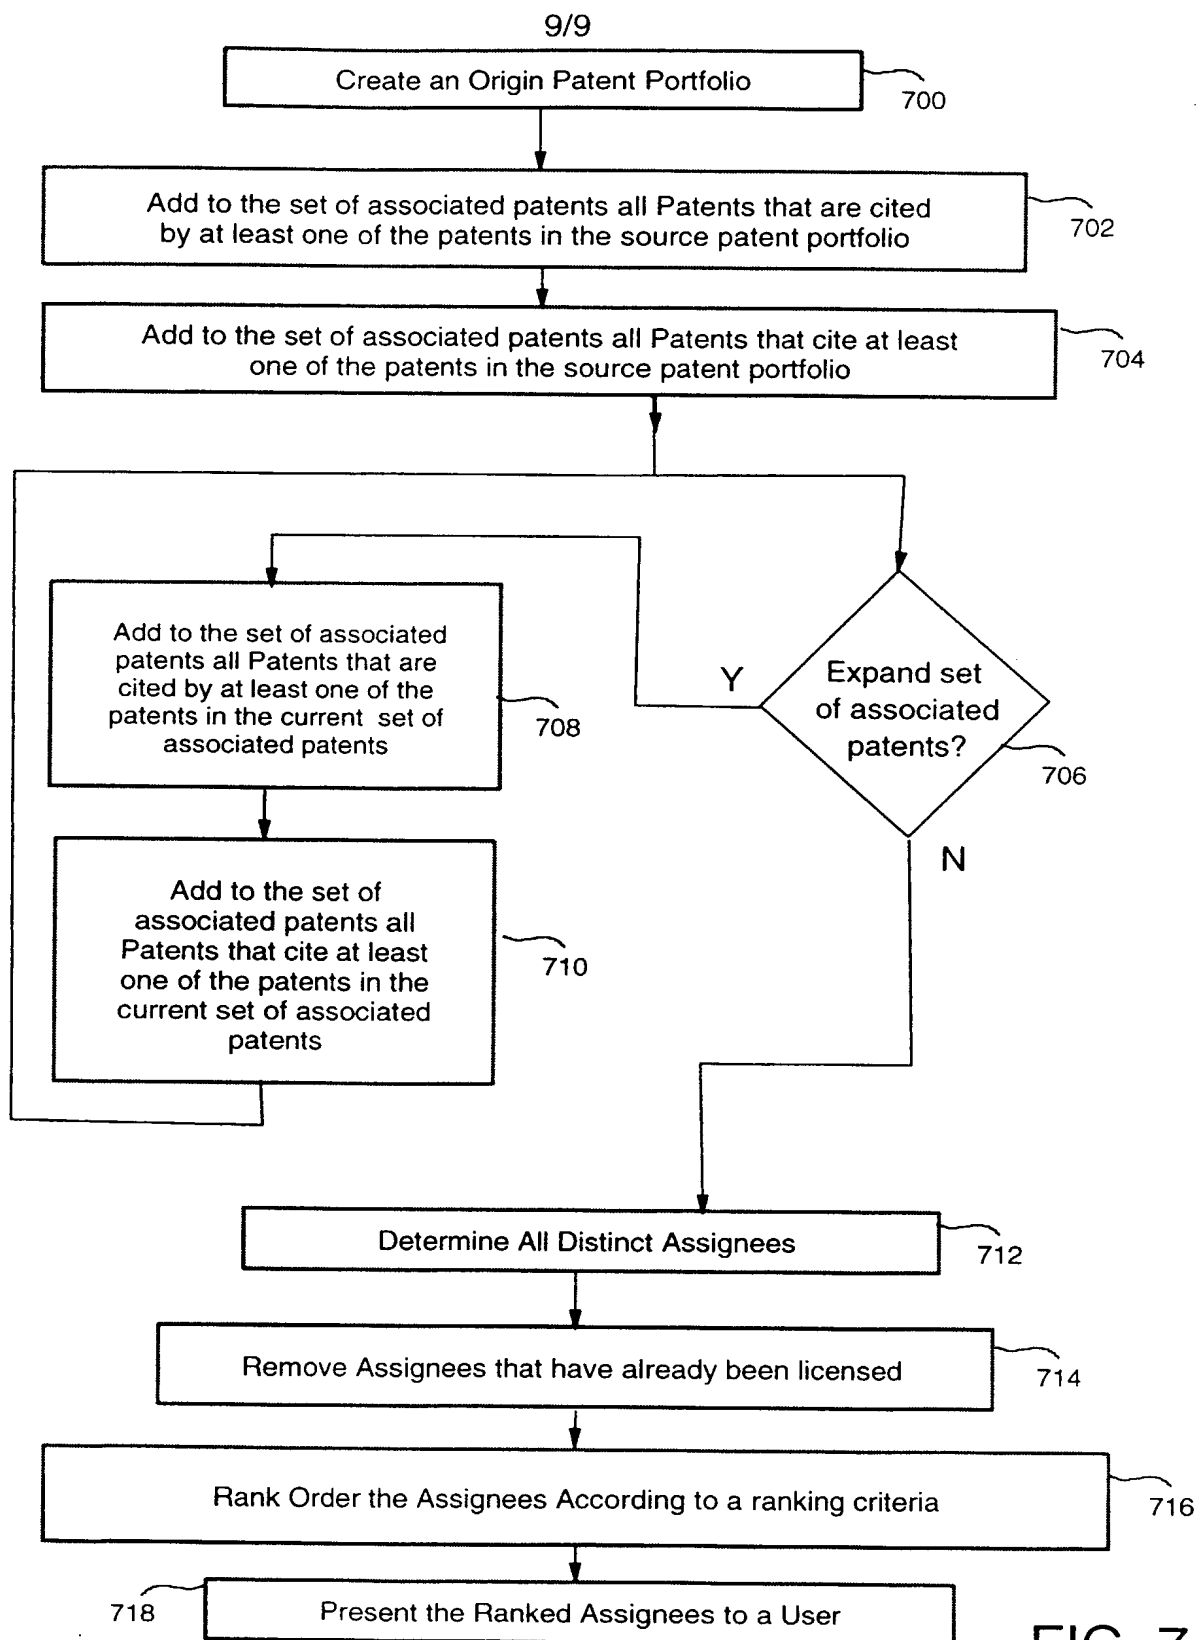 9/9
Create an Origin Patent Portfolio
700
Add to the set of associated patents all Patents that are cited
by at least one of the patents in the source patent portfolio
702
Add to the set of associated patents all Patents that cite at least
one of the patents in the source patent portfolio
704
Add to the set of associated
patents all Patents that are
cited by at least one of the
patents in the current set of
associated patents
708
Y
Expand set
of associated
patents?
706
N
Add to the set of
associated patents all
Patents that cite at least
one of the patents in the
current set of associated
patents
710
Determine All Distinct Assignees
712
Remove Assignees that have already been licensed
714
Rank Order the Assignees According to a ranking criteria
716
718
Present the Ranked Assignees to a User
FIG. 7